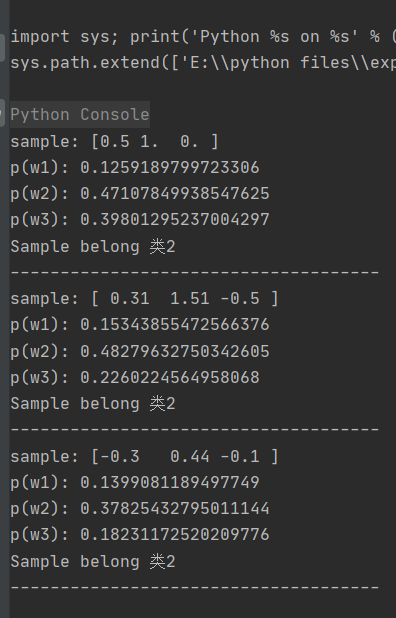 import sys; print('Python %s on %s' % (
sys.path.extend(['E:\\python files\\exp
Python Console
sample: [0.5 1.  0. ]
p(w1): 0.1259189799723306
p(w2): 0.47107849938547625
p(w3): 0.39801295237004297
Sample belong 类2
-------------------------------------
sample: [ 0.31  1.51 -0.5 ]
p(w1): 0.15343855472566376
p(w2): 0.48279632750342605
p(w3): 0.2260224564958068
Sample belong 类2
-------------------------------------
sample: [-0.3   0.44 -0.1 ]
p(w1): 0.1399081189497749
p(w2): 0.37825432795011144
p(w3): 0.18231172520209776
Sample belong 类2
-------------------------------------